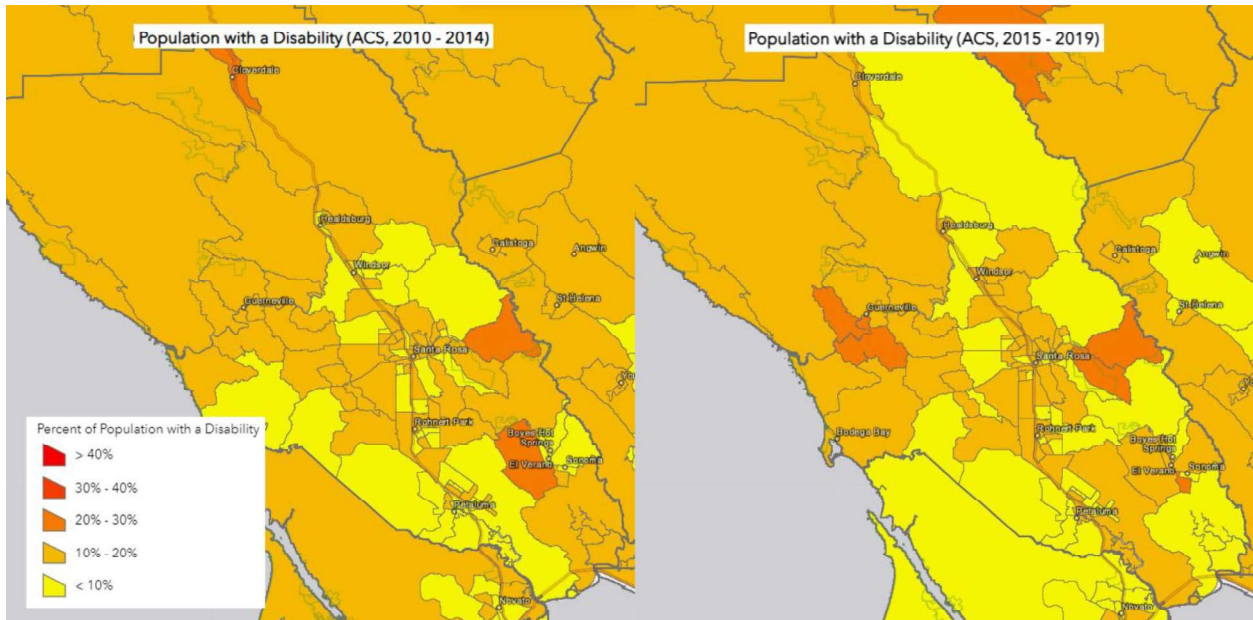 Population with a Disability (ACS, 2010 - 2014)
Cloverdale
Healdsburg
Windsor
Calistoga
Angwin
Guerneville
St Helena
Santa Rosa
Rohnert Park
Boyes Hot
Springs
El Verano
Sonoma
Petaluma
Novato
Percent of Population with a Disability
> 40%
30% - 40%
20% - 30%
10% - 20%
< 10%
Population with a Disability (ACS, 2015 - 2019)
Cloverdale
Healdsburg
Windsor
Calistoga
Angwin
Guerneville
St Helena
Santa Rosa
Bodega Bay
Rohnert Park
Boyes Hot
Springs
El Verano
Sonoma
Petaluma
Novato